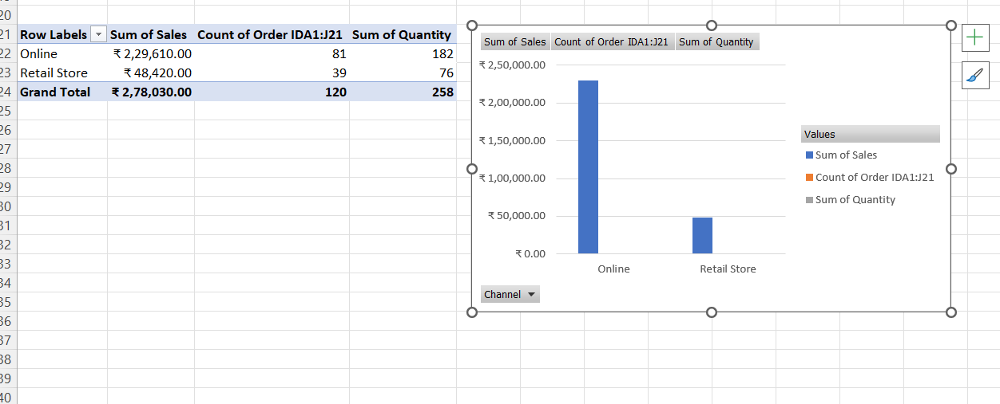 20
21 Row Labels Sum of Sales Count of Order IDA1:J21 Sum of Quantity
22 Online ₹ 2,29,610.00 81 182
23 Retail Store ₹ 48,420.00 39 76
24 Grand Total ₹ 2,78,030.00 120 258
25
26
27
28
29
30
31
32
33
34
35
36
37
38
39
40
Sum of Sales Count of Order IDA1:J21 Sum of Quantity
₹ 2,50,000.00
₹ 2,00,000.00
₹ 1,50,000.00
₹ 1,00,000.00
₹ 50,000.00
₹ 0.00
Online Retail Store
Values
Sum of Sales
Count of Order IDA1:J21
Sum of Quantity
Channel